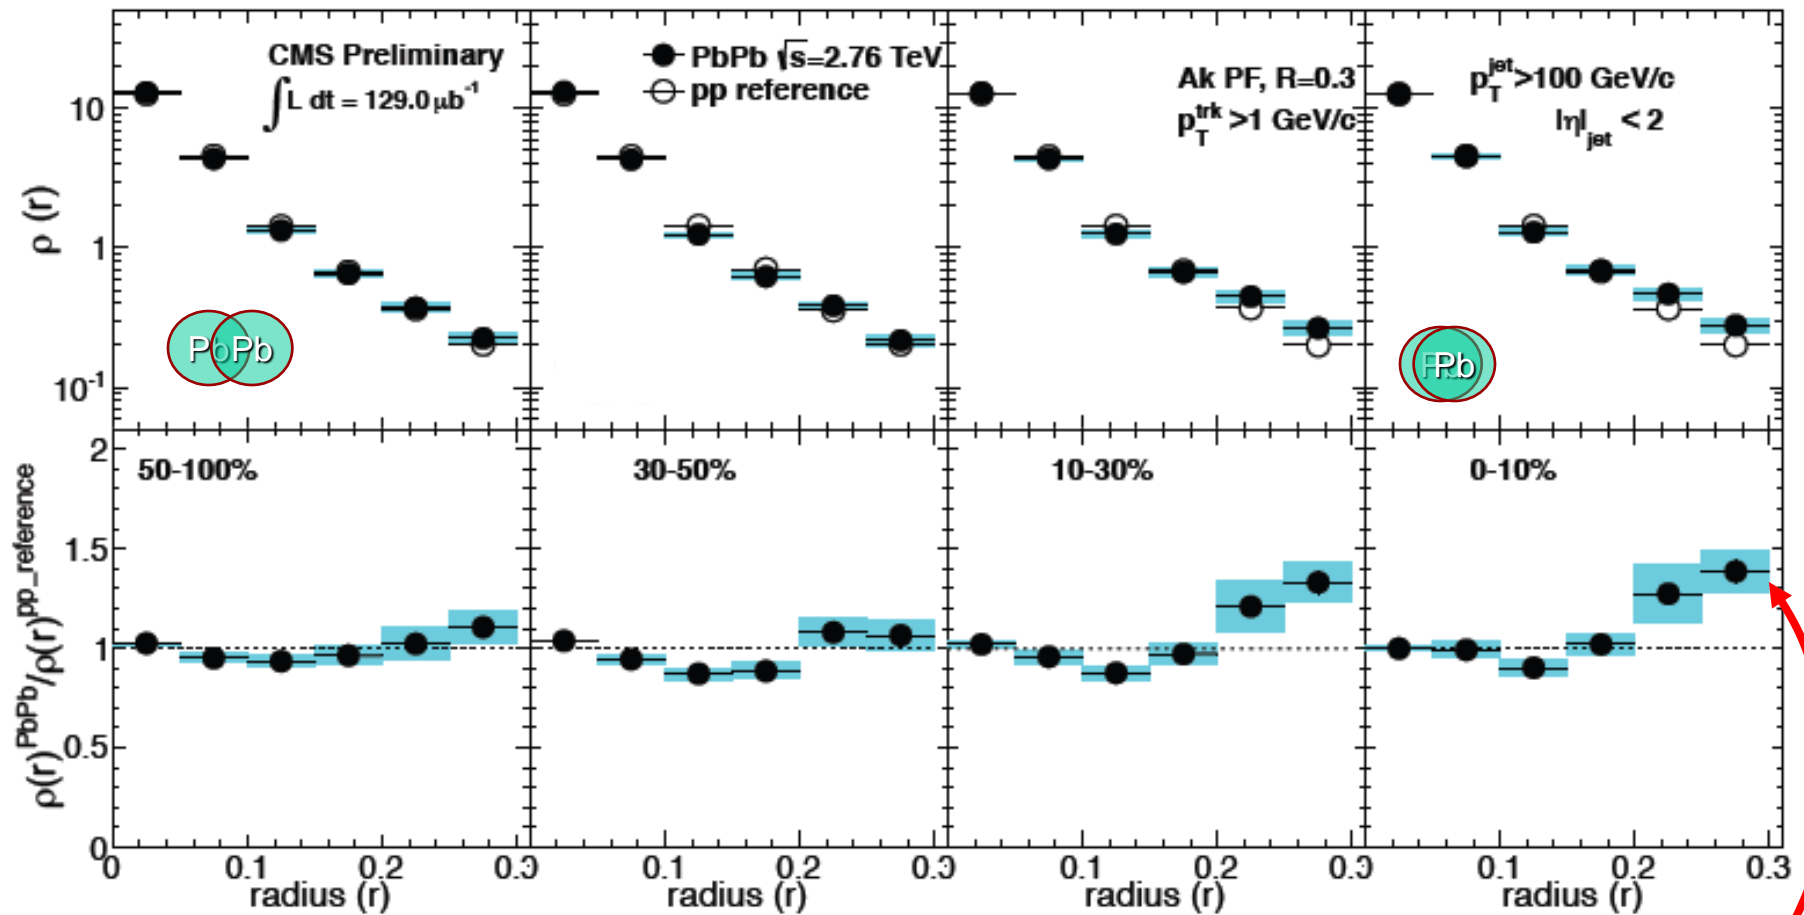 CMS Preliminary
∫L dt = 129.0 μb⁻¹
PbPb √s=2.76 TeV
pp reference
Ak PF, R=0.3
p_T^trk >1 GeV/c
p_T^jet >100 GeV/c
|η|_jet < 2
ρ (r)
10
1
10⁻¹
PbPb
Pb
50-100%
30-50%
10-30%
0-10%
ρ(r)^PbPb/ρ(r)^pp_reference
2
1.5
1
0.5
0
0 0.1 0.2 0.3
0.1 0.2 0.3
0.1 0.2 0.3
0.1 0.2 0.3
radius (r)
radius (r)
radius (r)
radius (r)